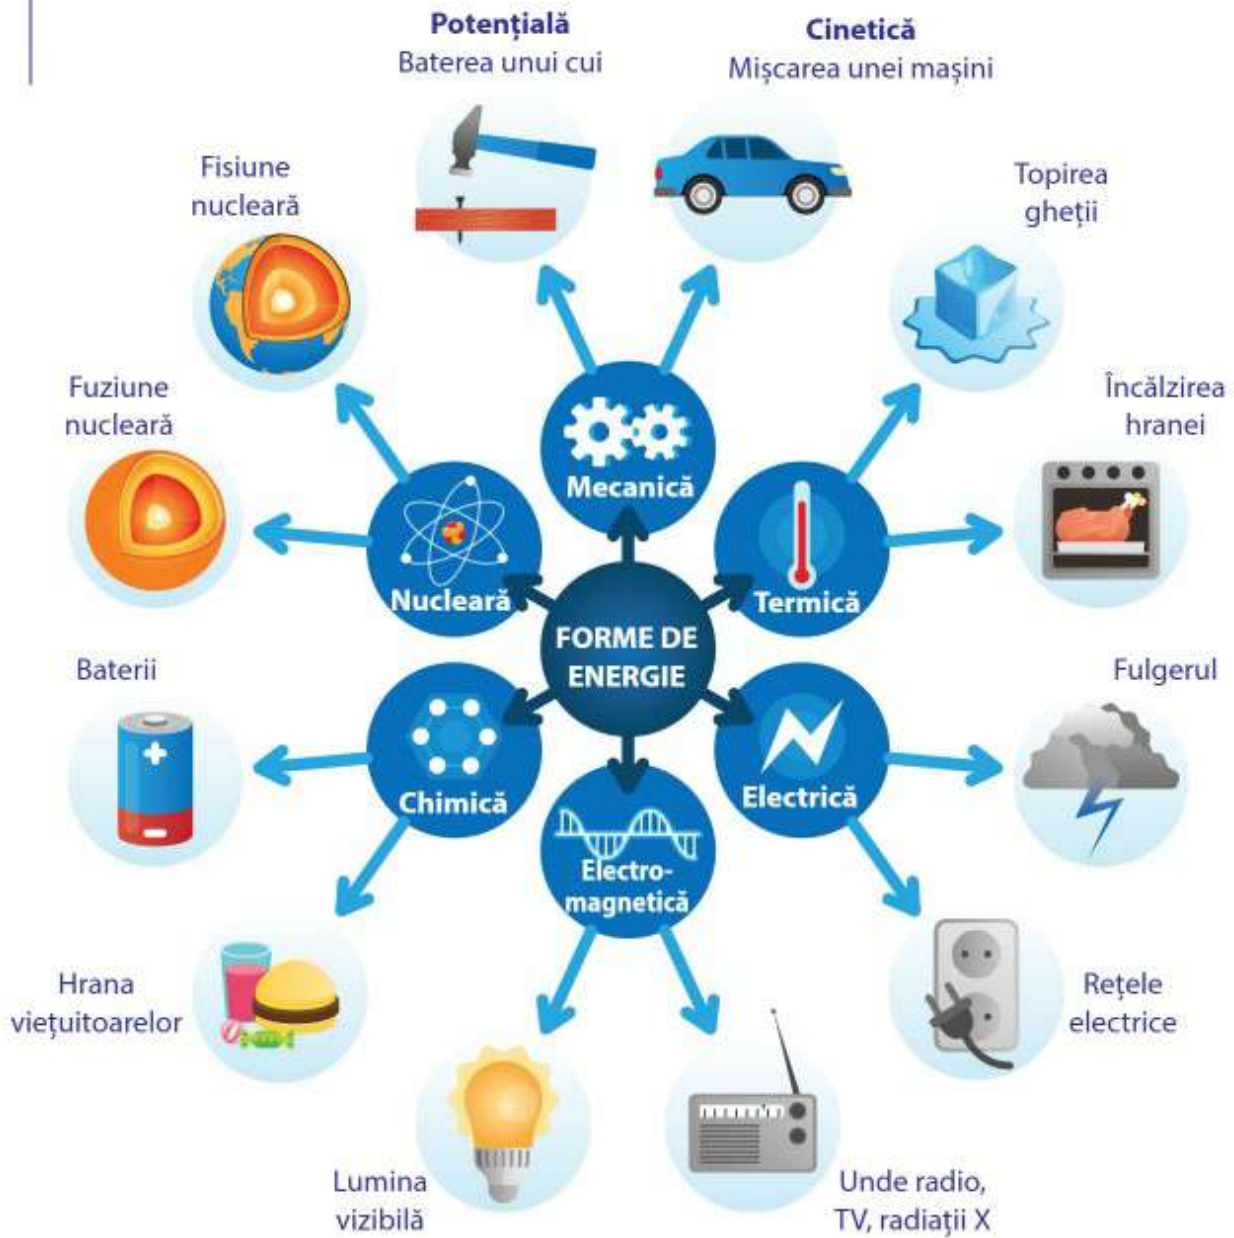 Potențială
Baterea unui cui
Cinetică
Mișcarea unei mașini
Fisiune
nucleară
Topirea
gheții
Fuziune
nucleară
Încălzirea
hranei
Mecanică
Nucleară
Termică
FORME DE
ENERGIE
Baterii
Fulgerul
Chimică
Electrică
Electro-
magnetică
Hrana
viețuitoarelor
Rețele
electrice
Lumina
vizibilă
Unde radio,
TV, radiații X